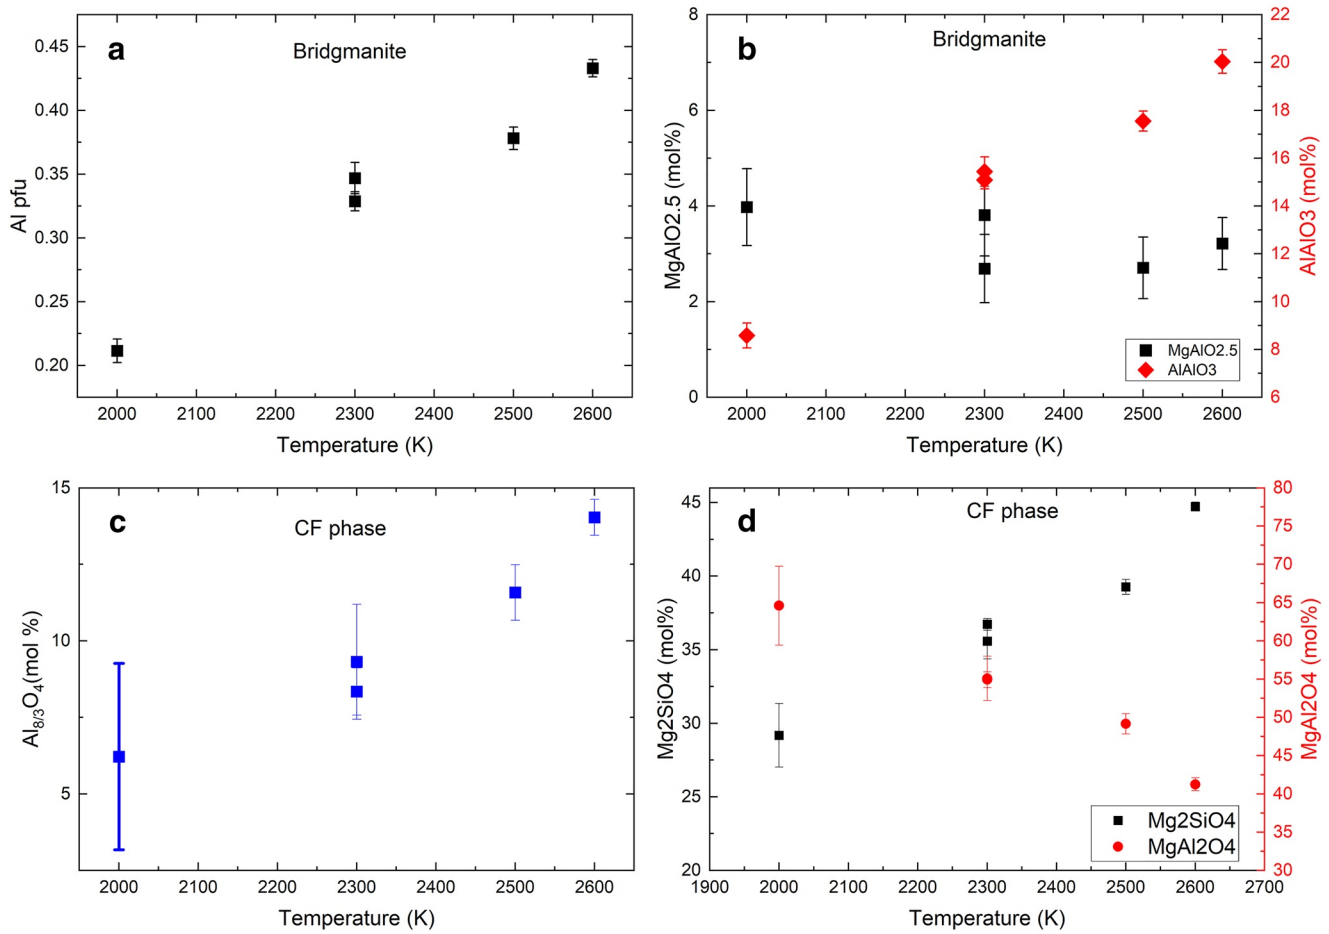 a
Bridgmanite
0.45
0.40
0.35
0.30
0.25
0.20
Al pfu
2000 2100 2200 2300 2400 2500 2600
Temperature (K)
b
Bridgmanite
8
6
4
2
0
MgAlO2.5 (mol%)
22
20
18
16
14
12
10
8
6
AlAlO3 (mol%)
MgAlO2.5
AlAlO3
2000 2100 2200 2300 2400 2500 2600
Temperature (K)
c
CF phase
15
10
5
Al8/3O4(mol %)
2000 2100 2200 2300 2400 2500 2600
Temperature (K)
d
CF phase
45
40
35
30
25
20
Mg2SiO4 (mol%)
80
75
70
65
60
55
50
45
40
35
30
MgAl2O4 (mol%)
Mg2SiO4
MgAl2O4
1900 2000 2100 2200 2300 2400 2500 2600 2700
Temperature (K)